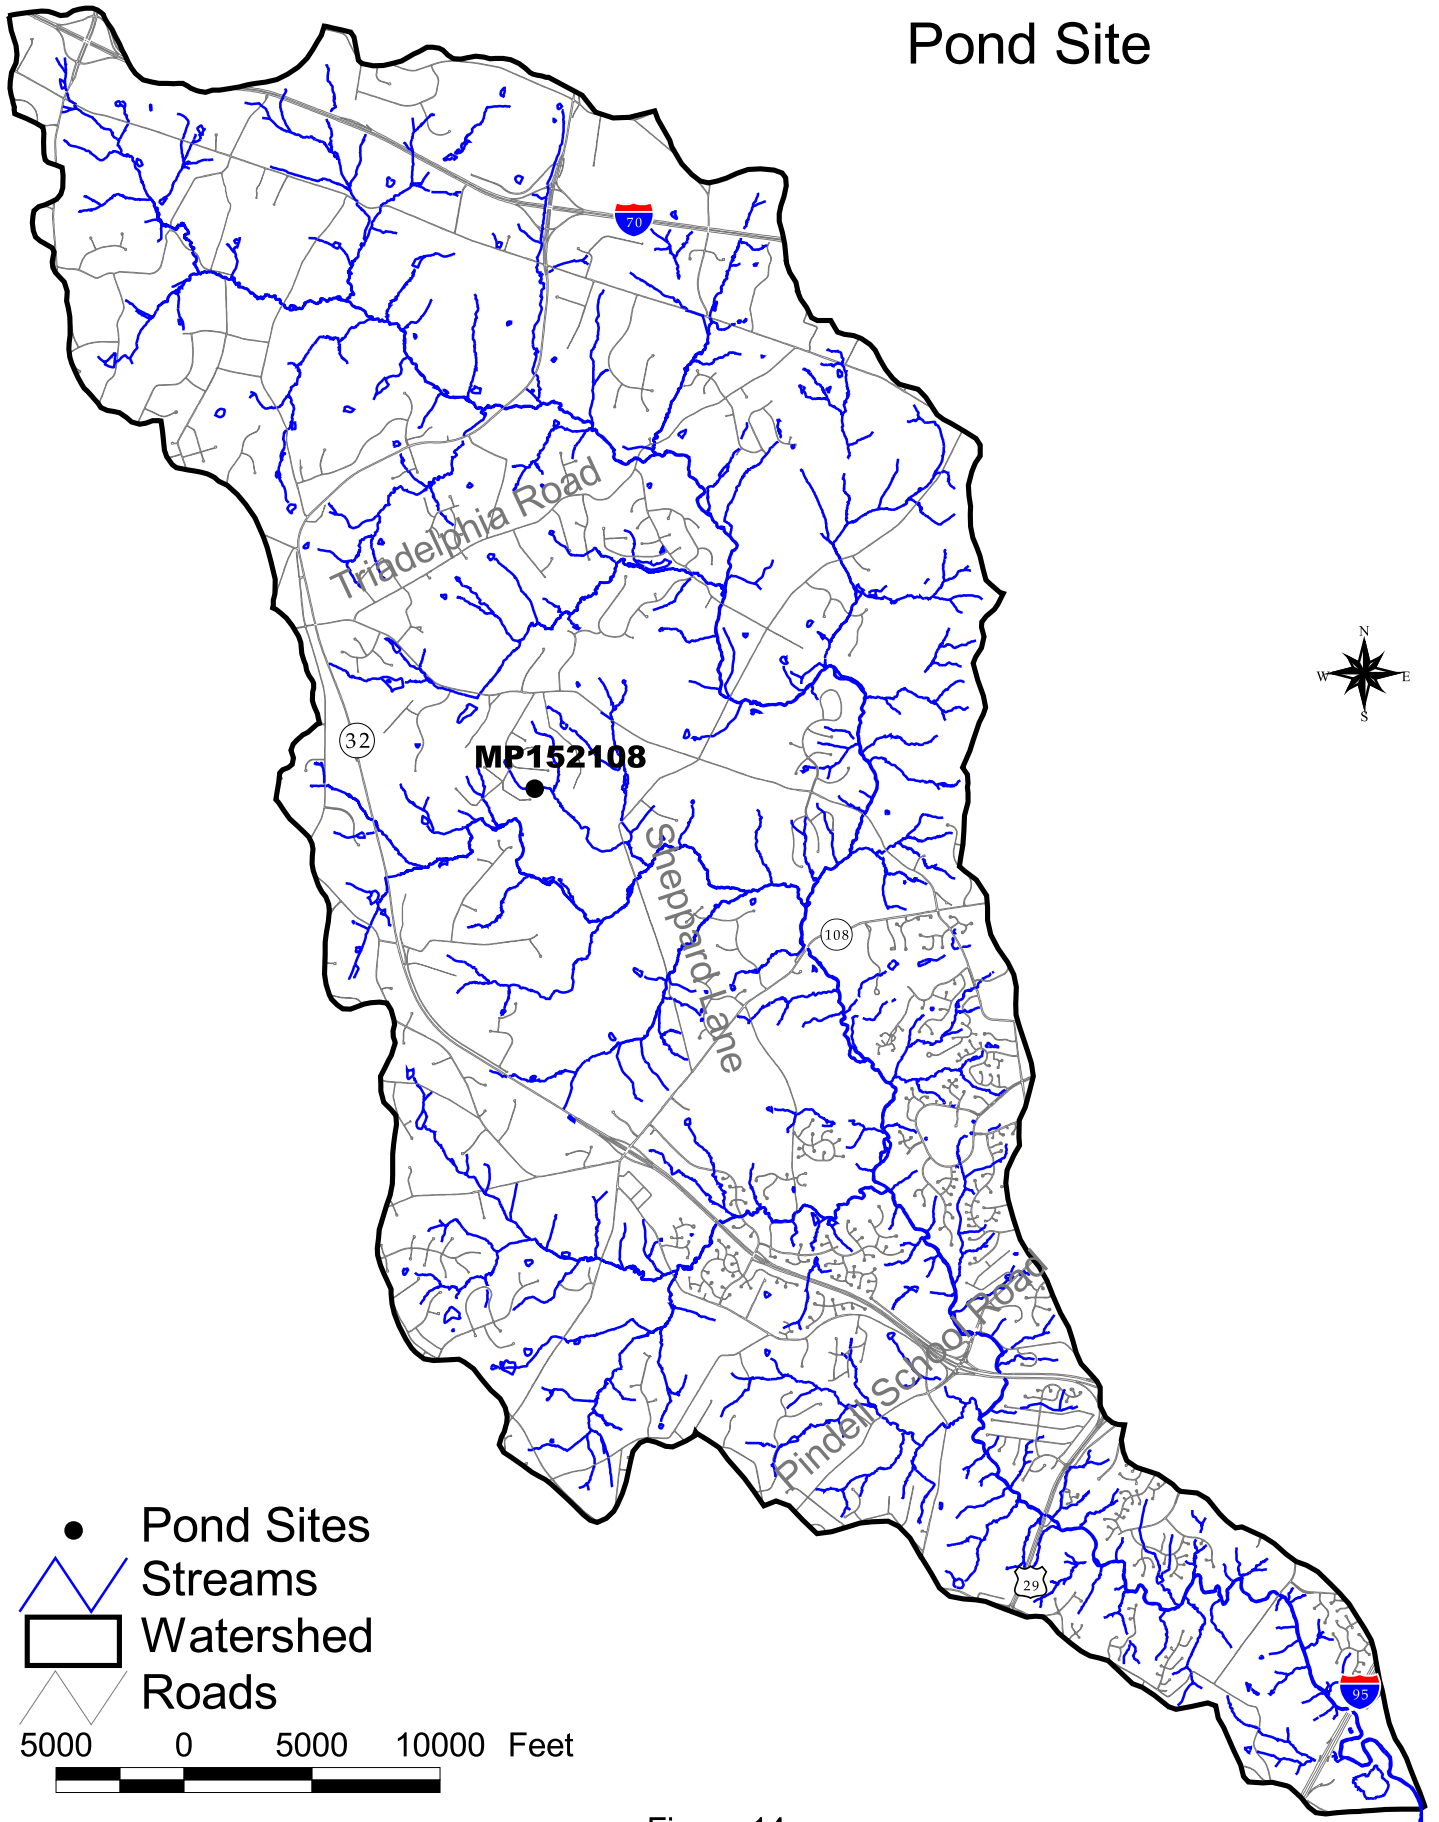 Pond Site
70
N
W E
S
Triadelphia Road
32
MP152108
Sheppard Lane
108
Pindell School Road
29
95
Pond Sites
Streams
Watershed
Roads
5000 0 5000 10000 Feet